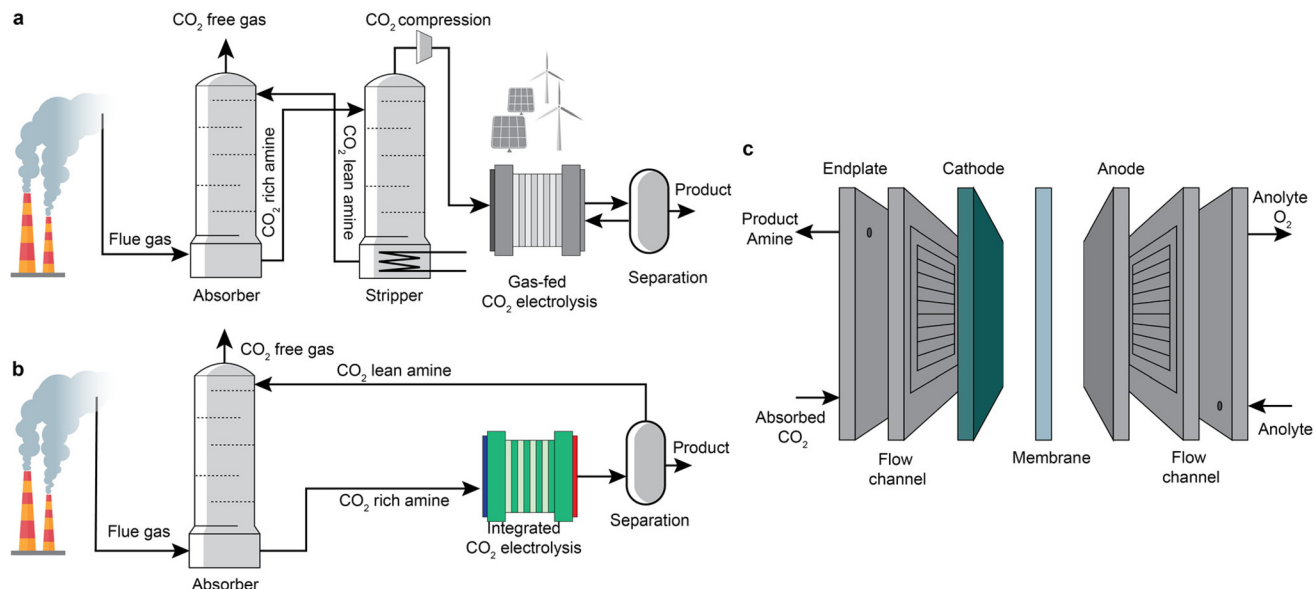 a
CO2 free gas
CO2 compression
CO2 rich amine
CO2 lean amine
Flue gas
Absorber
Stripper
Gas-fed
CO2 electrolysis
Product
Separation
b
CO2 free gas
CO2 lean amine
Flue gas
Absorber
CO2 rich amine
Integrated
CO2 electrolysis
Product
Separation
c
Endplate
Cathode
Anode
Product
Amine
Anolyte
O2
Absorbed
CO2
Anolyte
Flow
channel
Membrane
Flow
channel